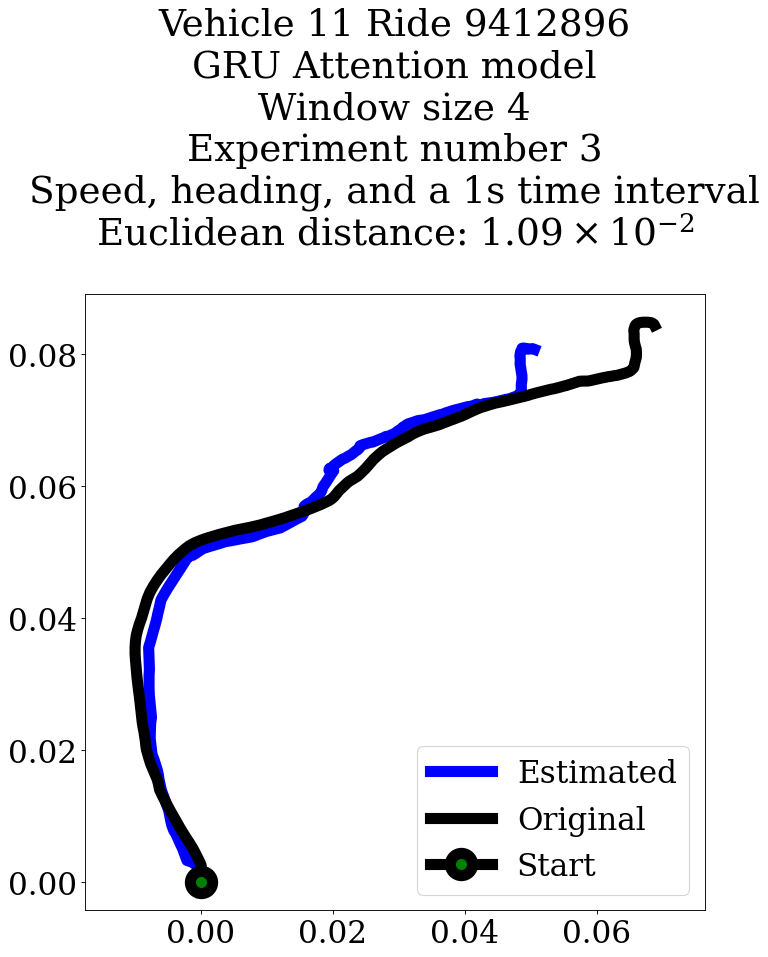 Vehicle 11 Ride 9412896
GRU Attention model
Window size 4
Experiment number 3
Speed, heading, and a 1s time interval
Euclidean distance: 1.09 × 10⁻²
0.08
0.06
0.04
0.02
0.00
Estimated
Original
Start
0.00 0.02 0.04 0.06